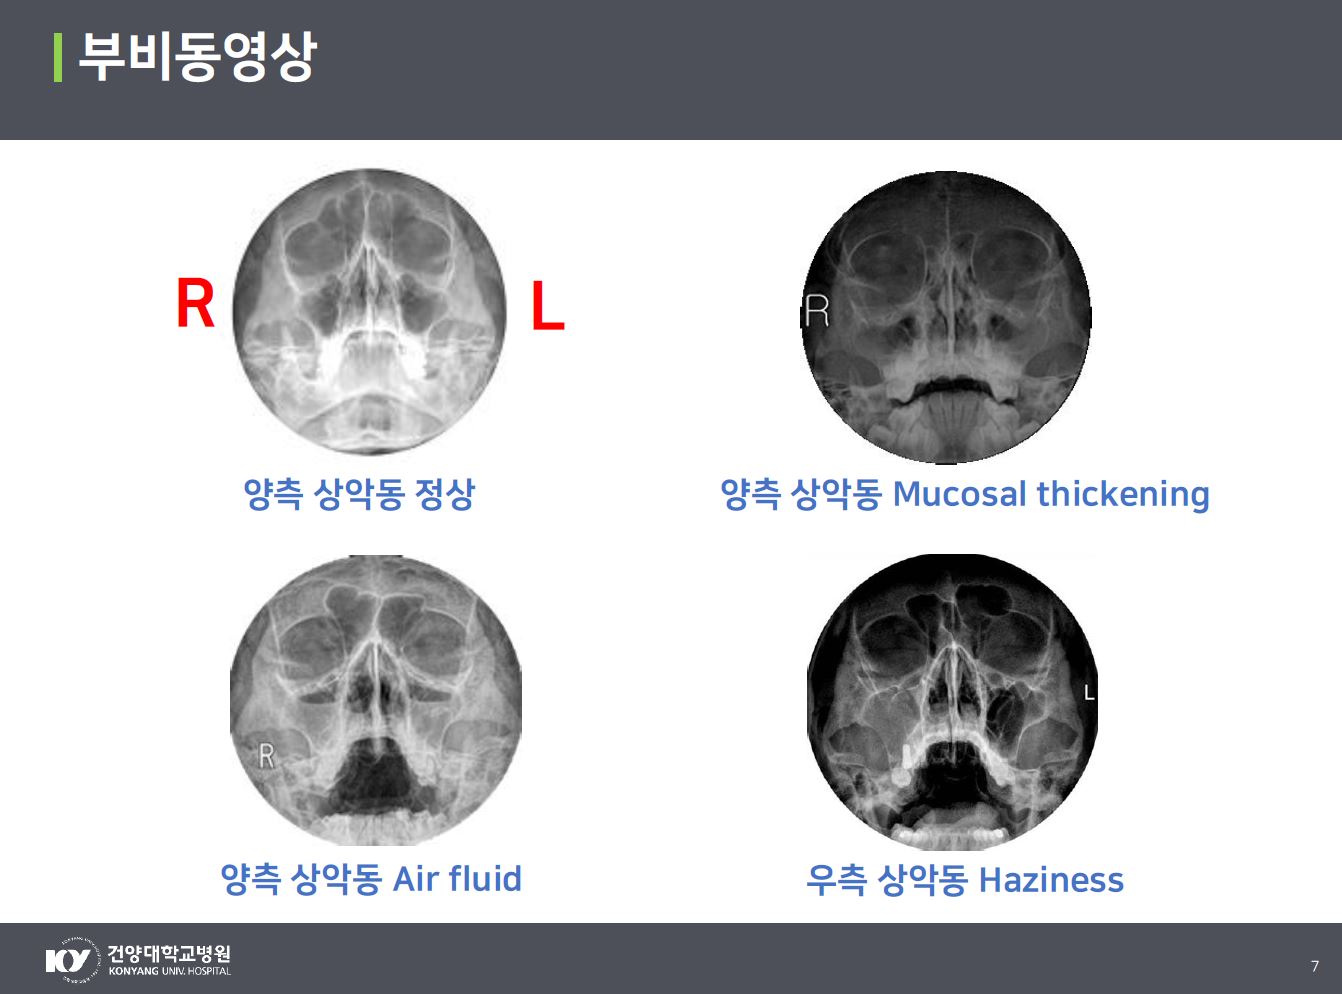 부비동영상
R
L
R
양측 상악동 정상
양측 상악동 Mucosal thickening
R
L
양측 상악동 Air fluid
우측 상악동 Haziness
KY
건양대학교병원
KONYANG UNIV. HOSPITAL
7